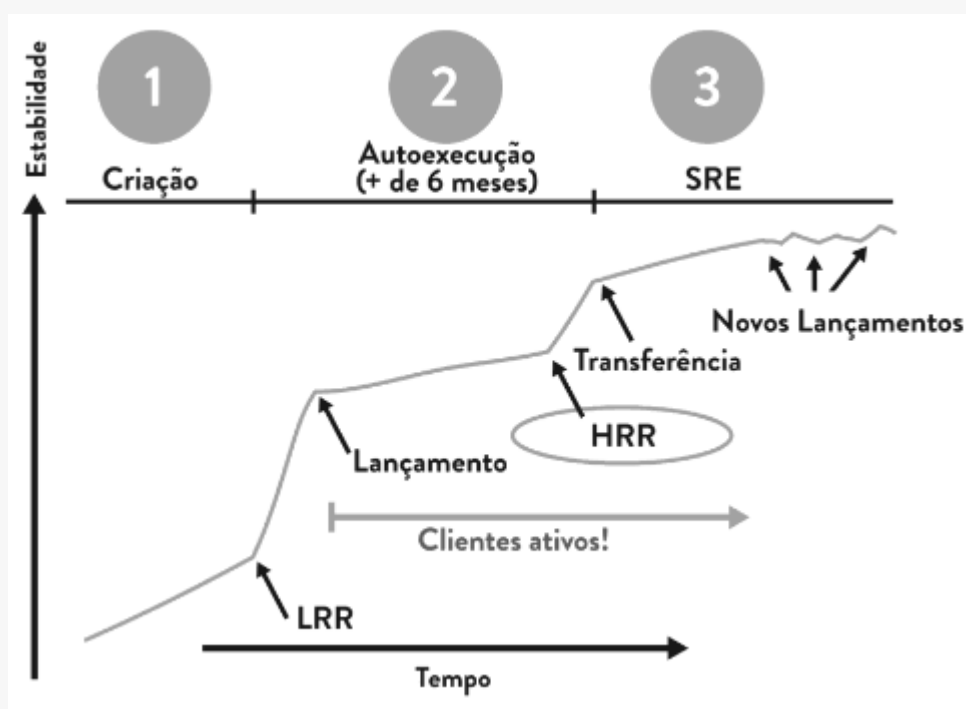 Estabilidade
1
2
3
Criação
Autoexecução
(+ de 6 meses)
SRE
Novos Lançamentos
Transferência
HRR
Lançamento
Clientes ativos!
LRR
Tempo